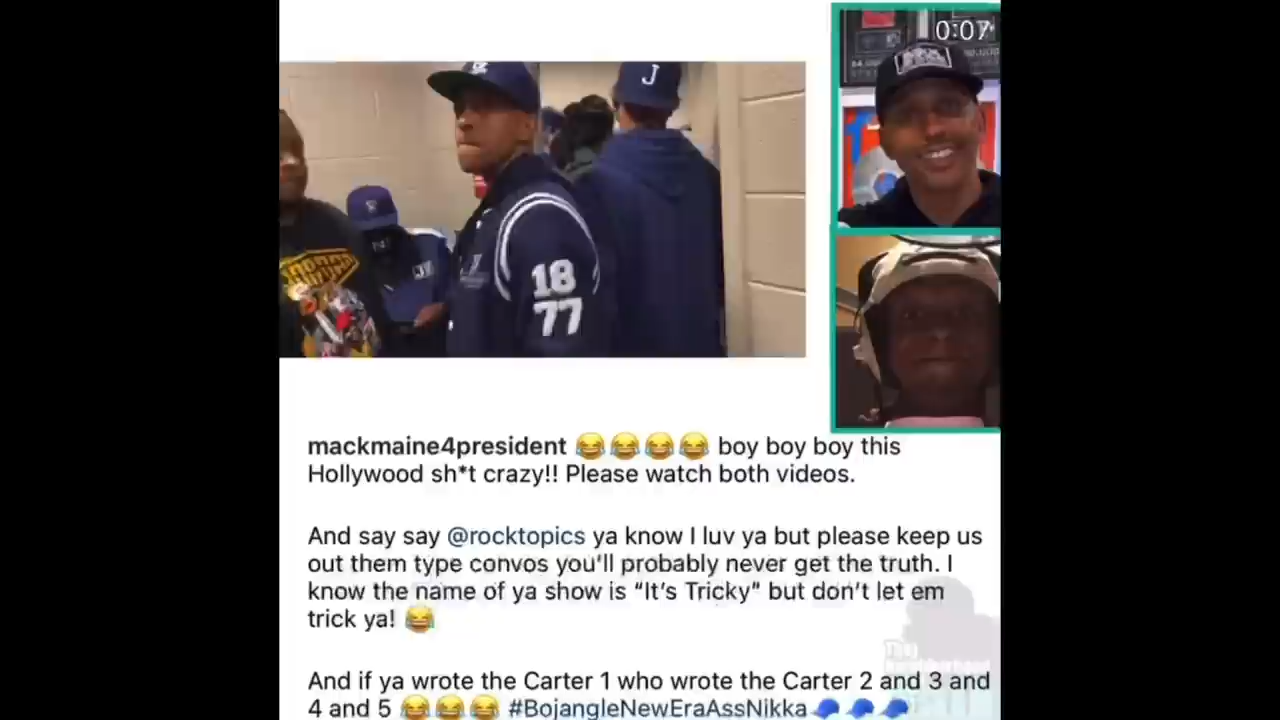 0:07
J
18
77
mackmaine4president 😂😂😂😂 boy boy boy this
Hollywood sh*t crazy!! Please watch both videos.
And say say @rocktopics ya know I luv ya but please keep us
out them type convos you'll probably never get the truth. I
know the name of ya show is “It's Tricky” but don't let em
trick ya! 😂
And if ya wrote the Carter 1 who wrote the Carter 2 and 3 and
4 and 5 😂😂😂 #BojangleNewEraAssNikka🧢🧢🧢